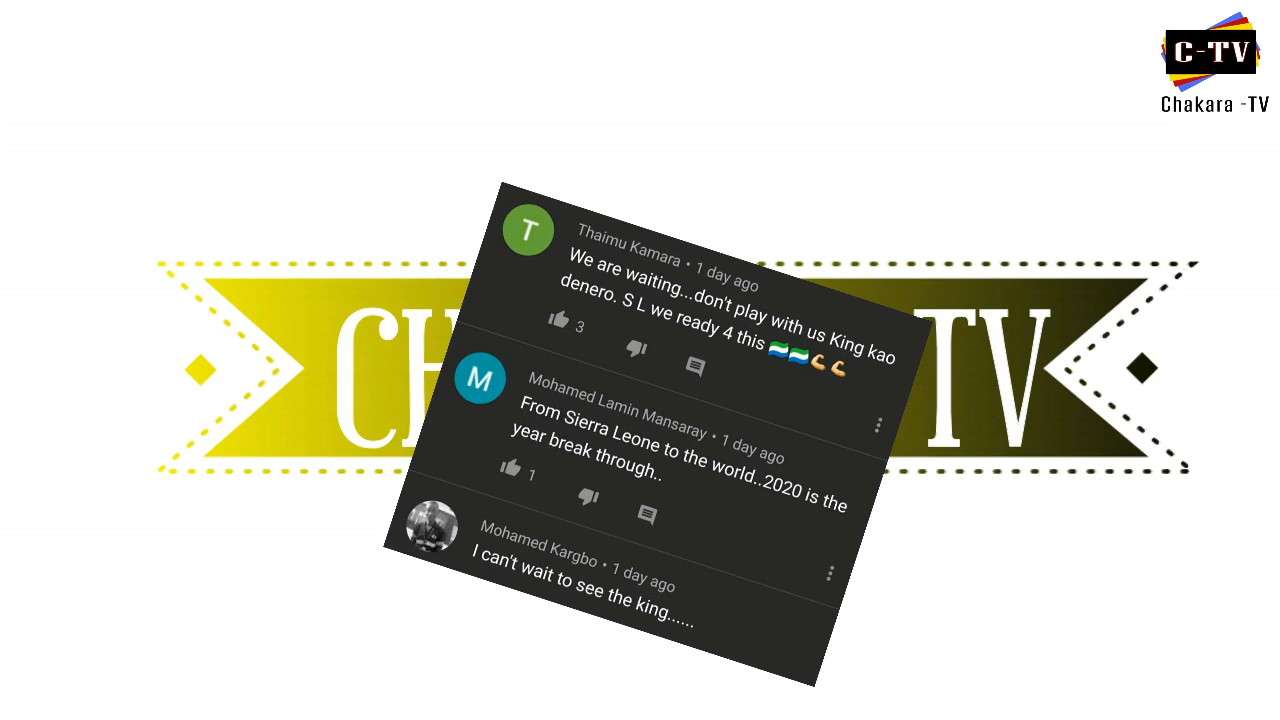 C-TV
Chakara -TV
CH
TV
T
Thaimu Kamara • 1 day ago
We are waiting...don't play with us King kao
denero. S L we ready 4 this 🇸🇱🇸🇱💪💪
3
M
Mohamed Lamin Mansaray • 1 day ago
From Sierra Leone to the world..2020 is the
year break through..
1
Mohamed Kargbo • 1 day ago
I can't wait to see the king......